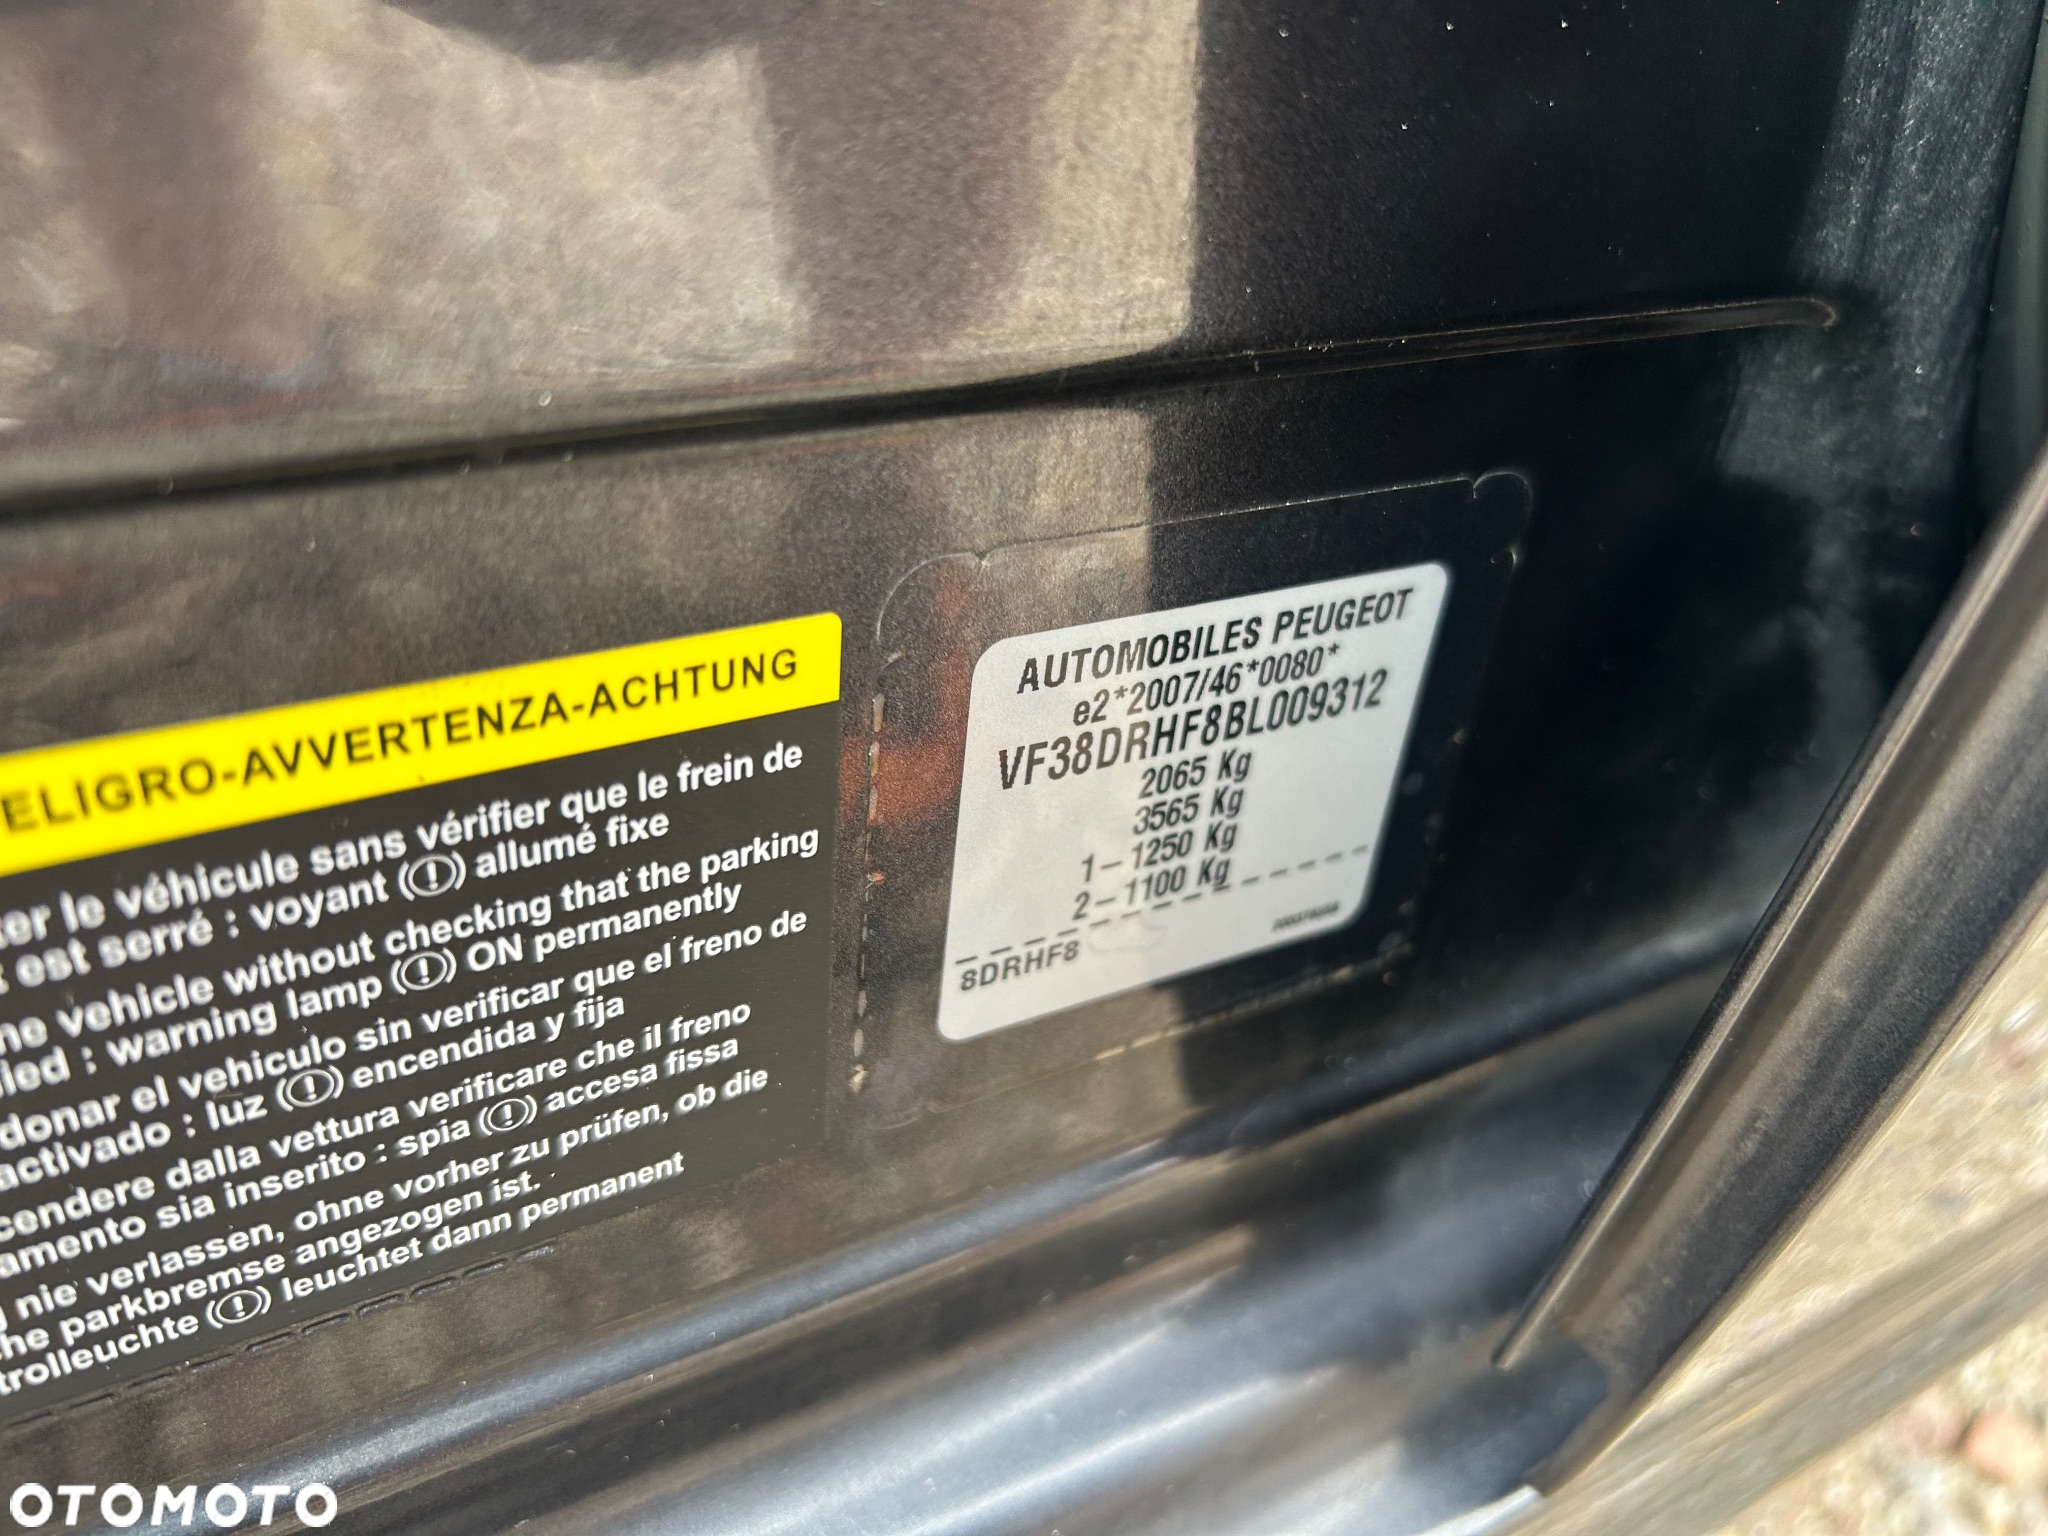 ELIGRO-AVVERTENZA-ACHTUNG
ter le véhicule sans vérifier que le frein de
t est serré : voyant (!) allumé fixe
he vehicle without checking that the parking
lied : warning lamp (!) ON permanently
donar el vehiculo sin verificar que el freno de
activado : luz (!) encendida y fija
cendere dalla vettura verificare che il freno
amento sia inserito : spia (!) accesa fissa
g nie verlassen, ohne vorher zu prüfen, ob die
che parkbremse angezogen ist.
trolleuchte (!) leuchtet dann permanent
AUTOMOBILES PEUGEOT
e2*2007/46*0080*
VF38DRHF8BL009312
2065 Kg
3565 Kg
1-1250 Kg
2-1100 Kg
8DRHF8
OTOMOTO